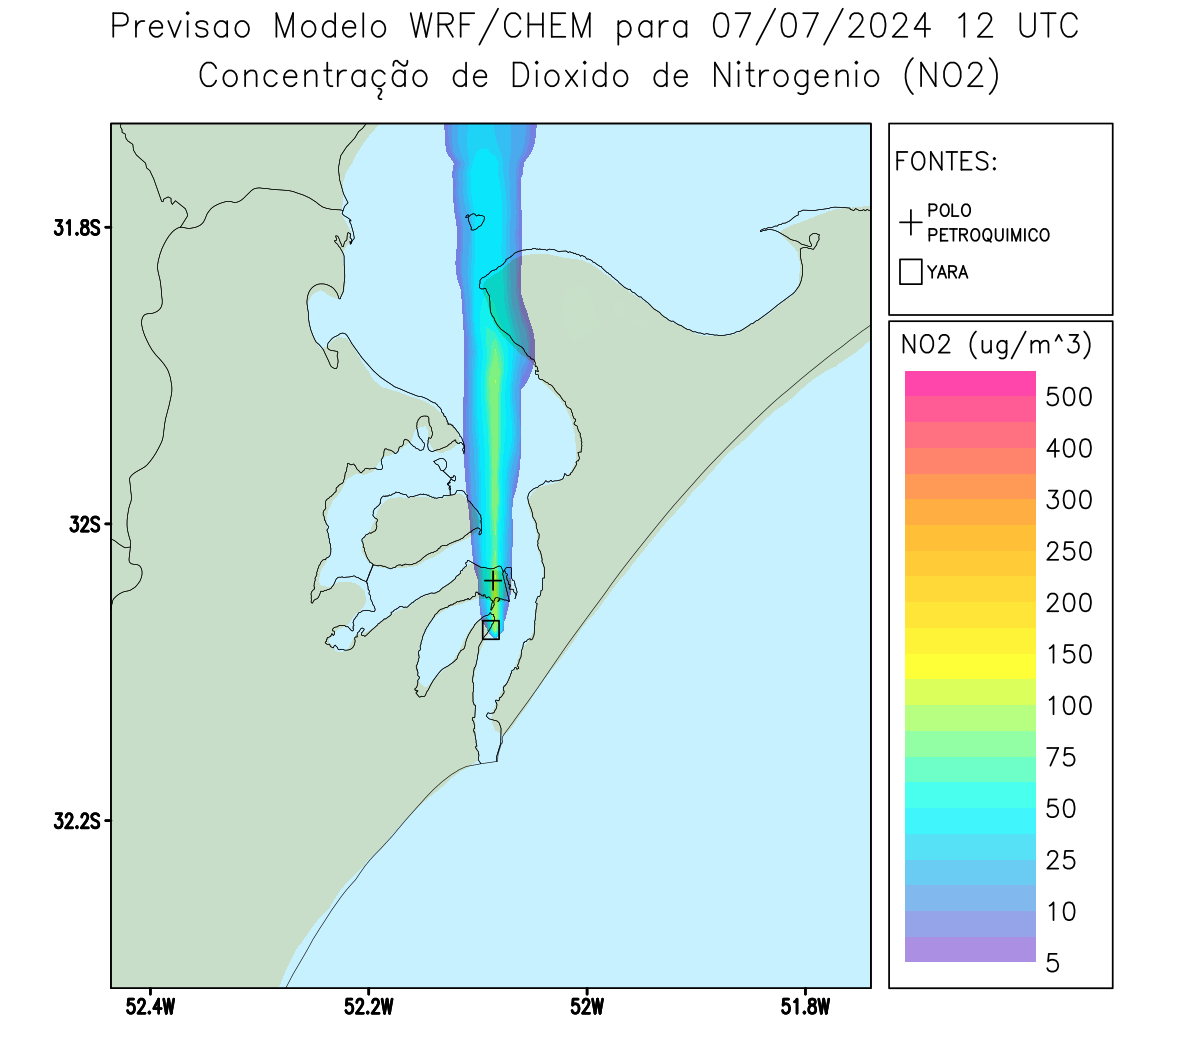 Previsao Modelo WRF/CHEM para 07/07/2024 12 UTC
Concentração de Dioxido de Nitrogenio (NO2)
FONTES:
POLO
PETROQUIMICO
YARA
NO2 (ug/m^3)
500
400
300
250
200
150
100
75
50
25
10
5
31.8S
32S
32.2S
52.4W
52.2W
52W
51.8W